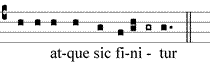 at-que sic fi-ni - tur